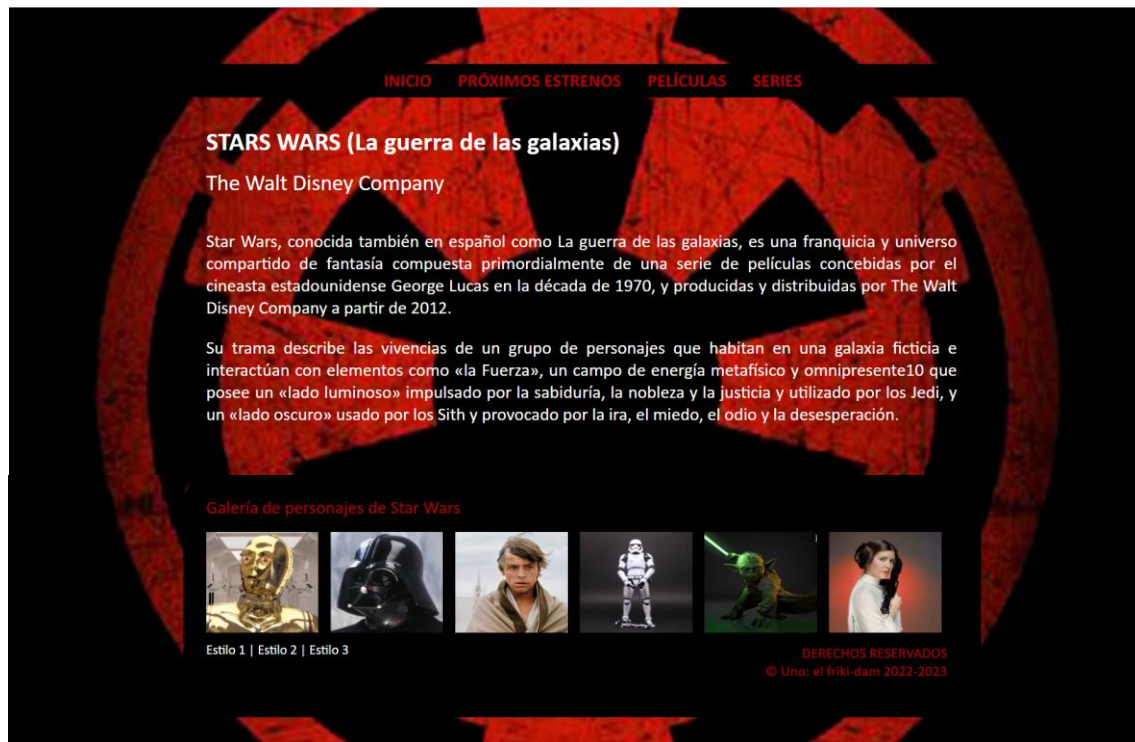 INICIO PRÓXIMOS ESTRENOS PELÍCULAS SERIES
STARS WARS (La guerra de las galaxias)
The Walt Disney Company
Star Wars, conocida también en español como La guerra de las galaxias, es una franquicia y universo
compartido de fantasía compuesta primordialmente de una serie de películas concebidas por el
cineasta estadounidense George Lucas en la década de 1970, y producidas y distribuidas por The Walt
Disney Company a partir de 2012.
Su trama describe las vivencias de un grupo de personajes que habitan en una galaxia ficticia e
interactúan con elementos como «la Fuerza», un campo de energía metafísico y omnipresente10 que
posee un «lado luminoso» impulsado por la sabiduría, la nobleza y la justicia y utilizado por los Jedi, y
un «lado oscuro» usado por los Sith y provocado por la ira, el miedo, el odio y la desesperación.
Galería de personajes de Star Wars
Estilo 1 | Estilo 2 | Estilo 3
DERECHOS RESERVADOS
© Uno: el friki-dam 2022-2023